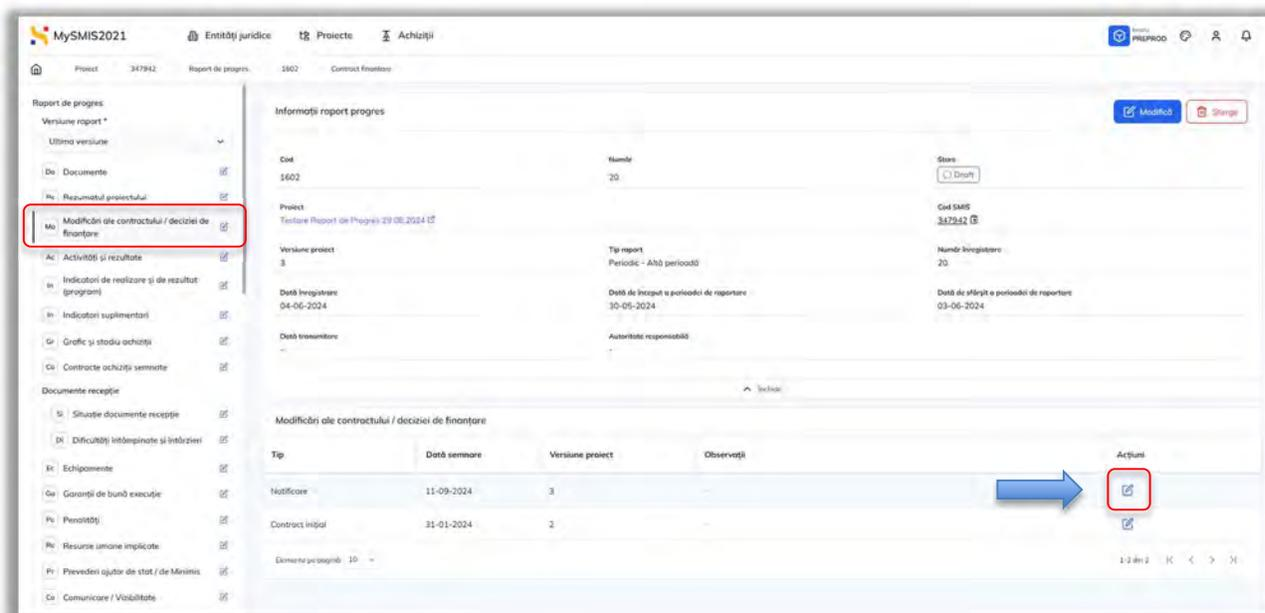 MySMIS2021
Entități juridice
Proiecte
Achiziții
PREPROD
Proiect
347942
Raport de progres
1602
Contract finantare
Raport de progres
Versiune raport *
Ultima versiune
Do Documente
Re Rezumatul proiectului
Mo Modificări ale contractului / deciziei de
finanțare
Ac Activități și rezultate
In Indicatori de realizare și de rezultat
(program)
In Indicatori suplimentari
Gr Grafic și stadiu achiziții
Co Contracte achiziții semnate
Documente recepție
Si Situație documente recepție
Di Dificultăți întâmpinate și întârzieri
Ec Echipamente
Ga Garanții de bună execuție
Pe Penalități
Re Resurse umane implicate
Pr Prevederi ajutor de stat / de Minimis
Co Comunicare / Vizibilitate
Informații raport progres
Modifică
Șterge
Cod
Număr
Stare
1602
20
Draft
Proiect
Cod SMIS
Testare Raport de Progres 29.08.2024
347942
Versiune proiect
Tip raport
Număr înregistrare
3
Periodic - Altă perioadă
20
Dată înregistrare
Dată de început a perioadei de raportare
Dată de sfârșit a perioadei de raportare
04-06-2024
30-05-2024
03-06-2024
Dată transmitere
Autoritate responsabilă
-
-
Închide
Modificări ale contractului / deciziei de finanțare
Tip
Dată semnare
Versiune proiect
Observații
Acțiuni
Notificare
11-09-2024
3
-
Contract inițial
31-01-2024
2
-
Elemente pe pagină 10
1-2 din 2